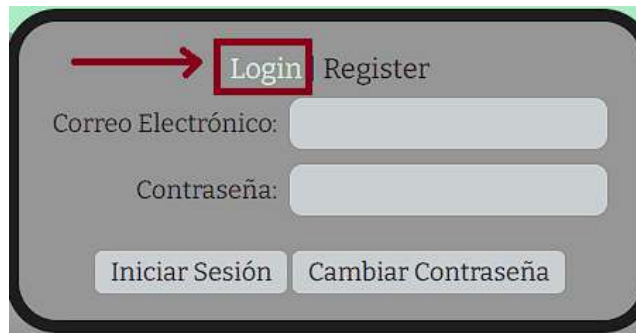 Login | Register
Correo Electrónico:
Contraseña:
Iniciar Sesión Cambiar Contraseña